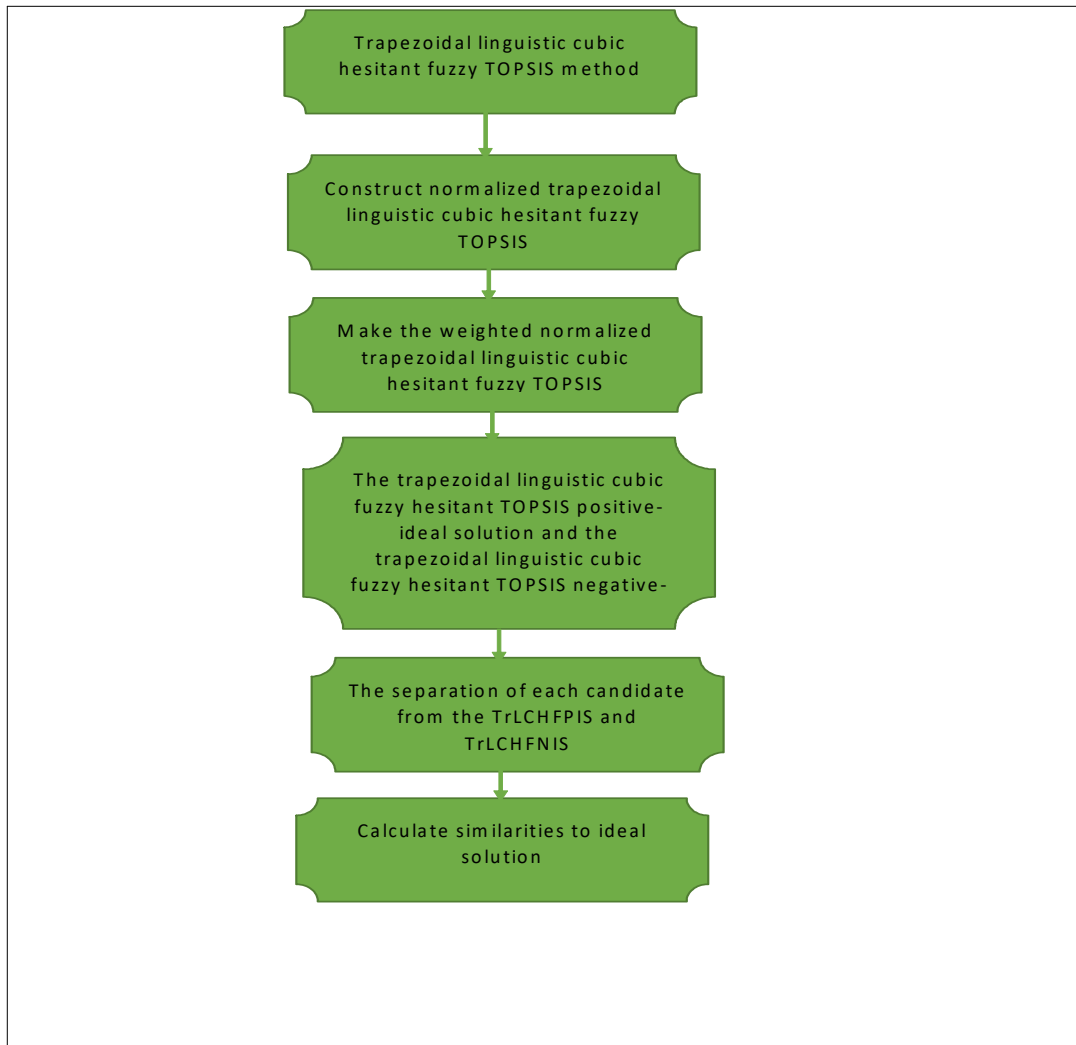 Trapezoidal linguistic cubic
hesitant fuzzy TOPSIS method
Construct normalized trapezoidal
linguistic cubic hesitant fuzzy
TOPSIS
Make the weighted normalized
trapezoidal linguistic cubic
hesitant fuzzy TOPSIS
The trapezoidal linguistic cubic
fuzzy hesitant TOPSIS positive-
ideal solution and the
trapezoidal linguistic cubic
fuzzy hesitant TOPSIS negative-
The separation of each candidate
from the TrLCHFPIS and
TrLCHFNIS
Calculate similarities to ideal
solution